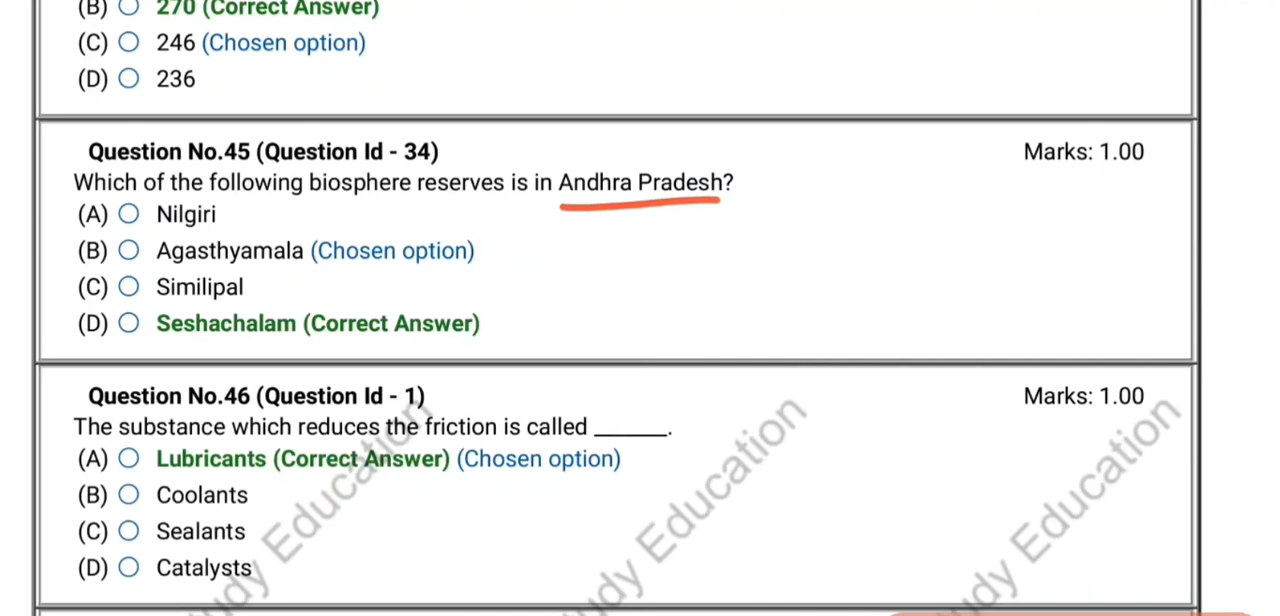 (B) 270 (Correct Answer)
(C) 246 (Chosen option)
(D) 236
Question No.45 (Question Id - 34) Marks: 1.00
Which of the following biosphere reserves is in Andhra Pradesh?
(A) Nilgiri
(B) Agasthyamala (Chosen option)
(C) Similipal
(D) Seshachalam (Correct Answer)
Question No.46 (Question Id - 1) Marks: 1.00
The substance which reduces the friction is called ______.
(A) Lubricants (Correct Answer) (Chosen option)
(B) Coolants
(C) Sealants
(D) Catalysts
Education
Education
Education